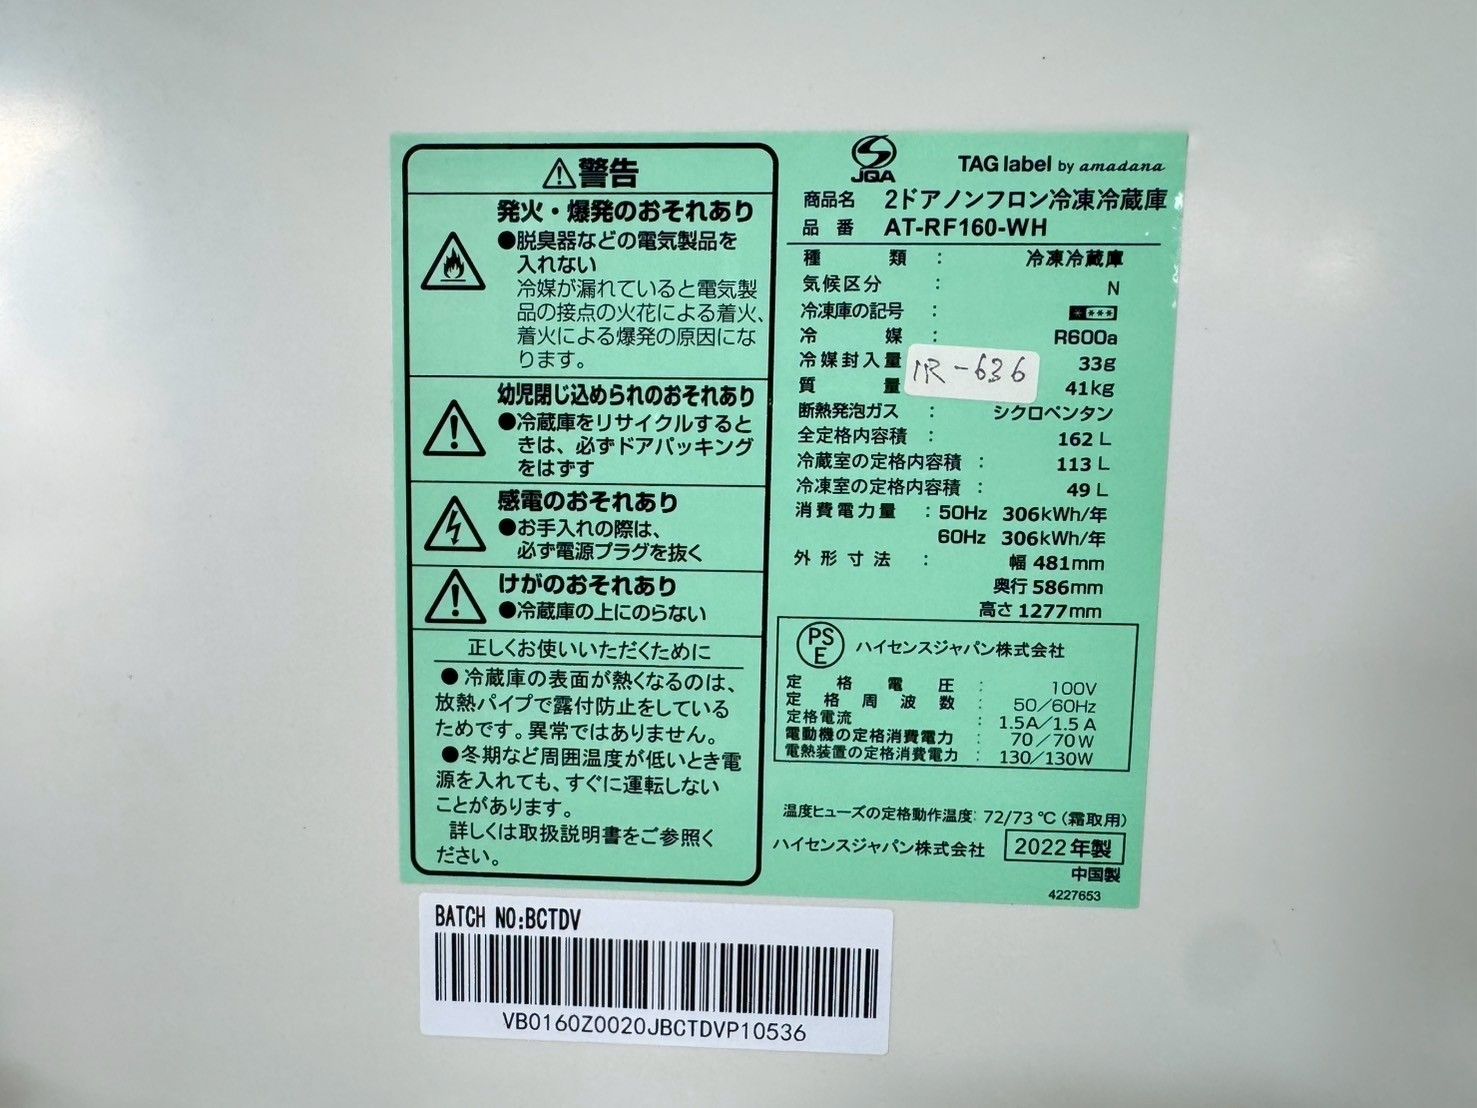 警告
発火・爆発のおそれあり
●脱臭器などの電気製品を
入れない
冷媒が漏れていると電気製
品の接点の火花による着火、
着火による爆発の原因にな
ります。
幼児閉じ込められのおそれあり
●冷蔵庫をリサイクルすると
きは、必ずドアパッキング
をはずす
感電のおそれあり
●お手入れの際は、
必ず電源プラグを抜く
けがのおそれあり
●冷蔵庫の上にのらない
正しくお使いいただくために
●冷蔵庫の表面が熱くなるのは、
放熱パイプで露付防止をしている
ためです。異常ではありません。
●冬期など周囲温度が低いとき電
源を入れても、すぐに運転しない
ことがあります。
詳しくは取扱説明書をご参照く
ださい。
JQA
TAG label by amadana
商品名 2ドアノンフロン冷凍冷蔵庫
品番 AT-RF160-WH
種類 : 冷凍冷蔵庫
気候区分 : N
冷凍庫の記号 : ****
冷媒 : R600a
冷媒封入量 33g
質量 41kg
IR-636
断熱発泡ガス : シクロペンタン
全定格内容積 : 162 L
冷蔵室の定格内容積 : 113 L
冷凍室の定格内容積 : 49 L
消費電力量 : 50Hz 306kWh/年
60Hz 306kWh/年
外形寸法 : 幅 481mm
奥行 586mm
高さ 1277mm
PSE ハイセンスジャパン株式会社
定格電圧 : 100V
定格周波数 : 50/60Hz
定格電流 : 1.5A/1.5A
電動機の定格消費電力 : 70/70W
電熱装置の定格消費電力 : 130/130W
温度ヒューズの定格動作温度: 72/73℃(霜取用)
ハイセンスジャパン株式会社 2022年製
中国製
4227653
BATCH NO:BCTDV
VB0160Z0020JBCTDVP10536